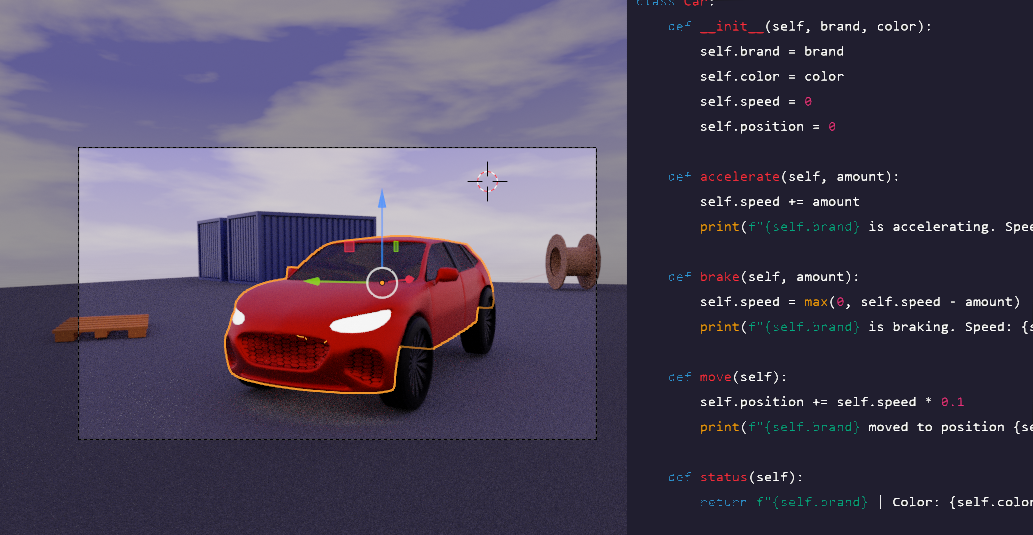 class Car:
def __init__(self, brand, color):
self.brand = brand
self.color = color
self.speed = 0
self.position = 0
def accelerate(self, amount):
self.speed += amount
print(f"{self.brand} is accelerating. Spee
def brake(self, amount):
self.speed = max(0, self.speed - amount)
print(f"{self.brand} is braking. Speed: {s
def move(self):
self.position += self.speed * 0.1
print(f"{self.brand} moved to position {se
def status(self):
return f"{self.brand} | Color: {self.color